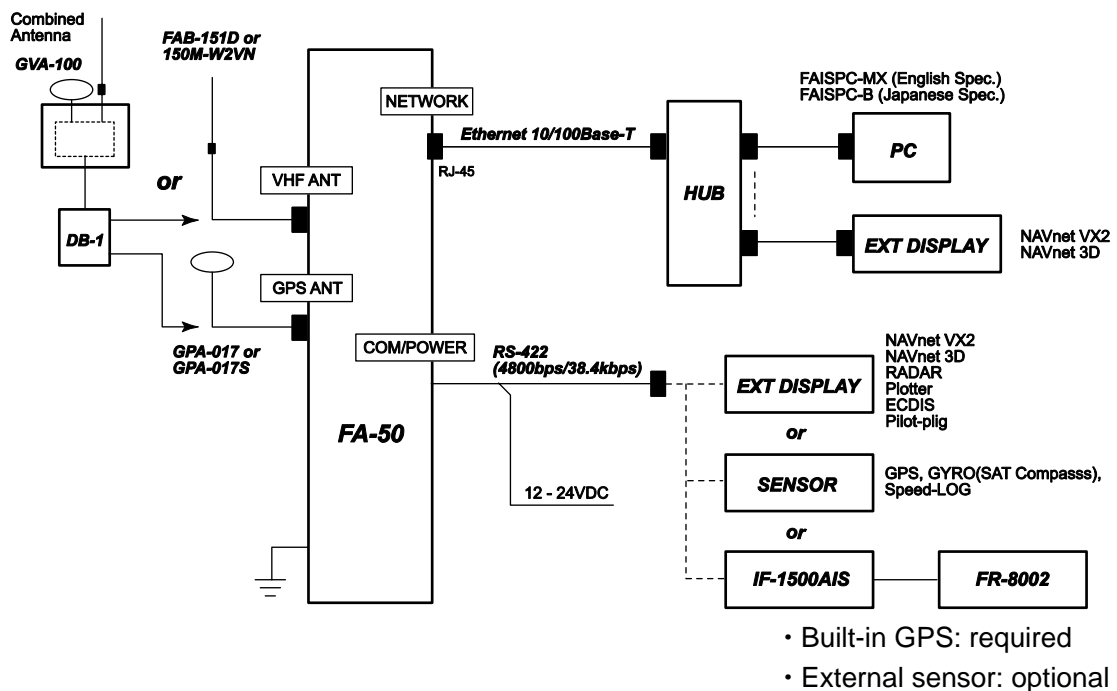 Combined
Antenna
GVA-100
FAB-151D or
150M-W2VN
or
DB-1
GPA-017 or
GPA-017S
VHF ANT
GPS ANT
FA-50
NETWORK
RJ-45
Ethernet 10/100Base-T
HUB
FAISPC-MX (English Spec.)
FAISPC-B (Japanese Spec.)
PC
EXT DISPLAY
NAVnet VX2
NAVnet 3D
COM/POWER
RS-422
(4800bps/38.4kbps)
12 - 24VDC
EXT DISPLAY
NAVnet VX2
NAVnet 3D
RADAR
Plotter
ECDIS
Pilot-plig
or
SENSOR
GPS, GYRO(SAT Compasss),
Speed-LOG
or
IF-1500AIS
FR-8002
・Built-in GPS: required
・External sensor: optional